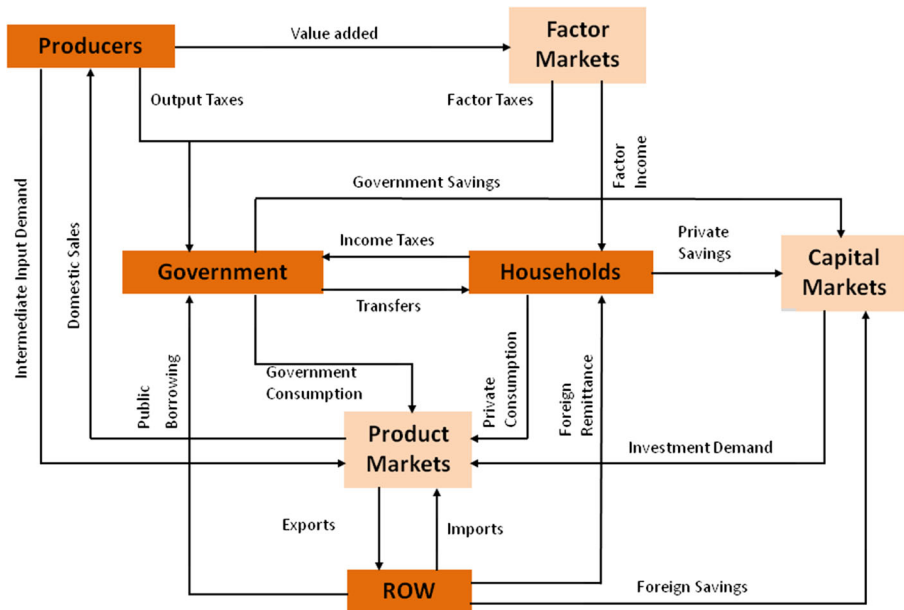 Producers
Value added
Factor
Markets
Output Taxes
Factor Taxes
Factor
Income
Government Savings
Intermediate Input Demand
Domestic Sales
Government
Income Taxes
Transfers
Households
Private
Savings
Capital
Markets
Public
Borrowing
Government
Consumption
Private
Consumption
Foreign
Remittance
Product
Markets
Investment Demand
Exports
Imports
ROW
Foreign Savings